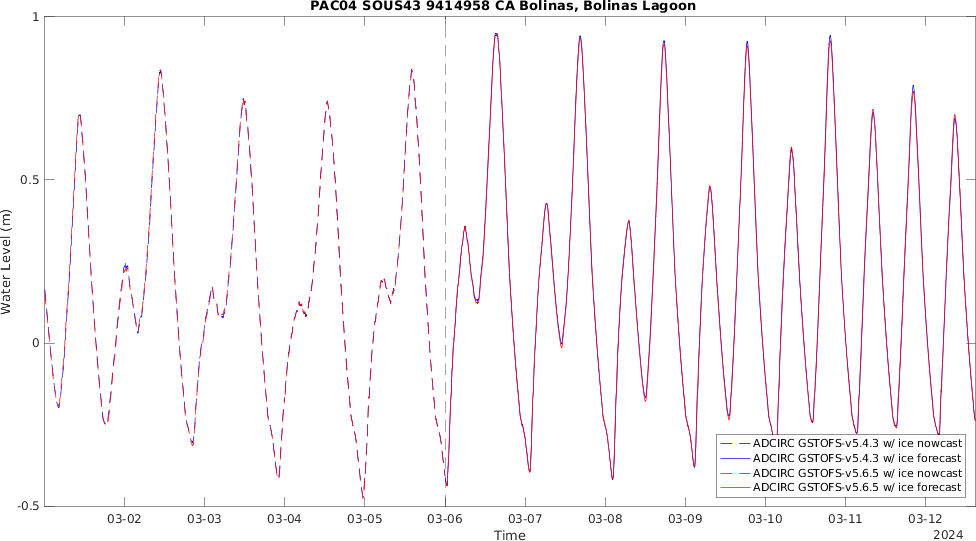 PAC04 SOUS43 9414958 CA Bolinas, Bolinas Lagoon
1
0.5
0
-0.5
Water Level (m)
ADCIRC GSTOFS-v5.4.3 w/ ice nowcast
ADCIRC GSTOFS-v5.4.3 w/ ice forecast
ADCIRC GSTOFS-v5.6.5 w/ ice nowcast
ADCIRC GSTOFS-v5.6.5 w/ ice forecast
03-02 03-03 03-04 03-05 03-06 03-07 03-08 03-09 03-10 03-11 03-12
Time
2024